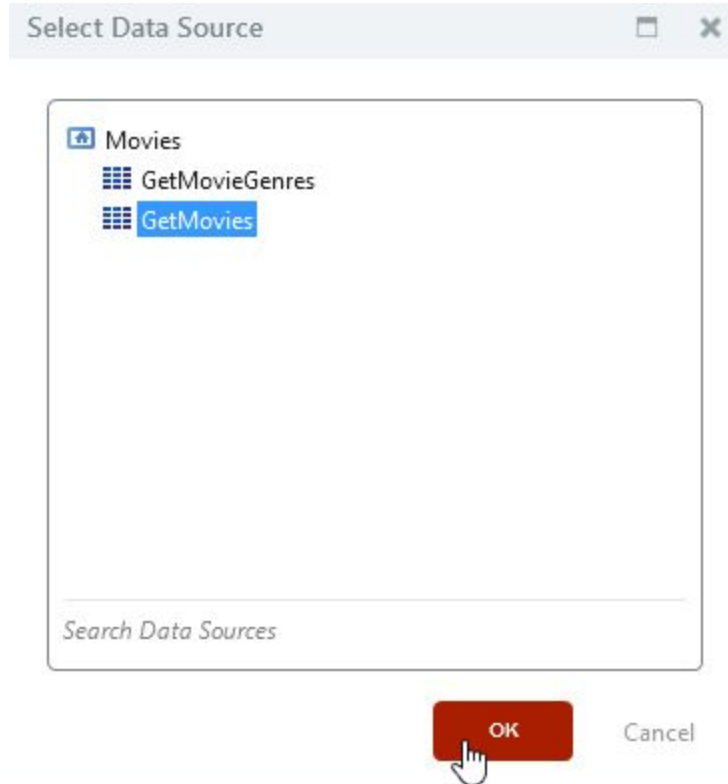 Select Data Source
Movies
GetMovieGenres
GetMovies
Search Data Sources
OK Cancel